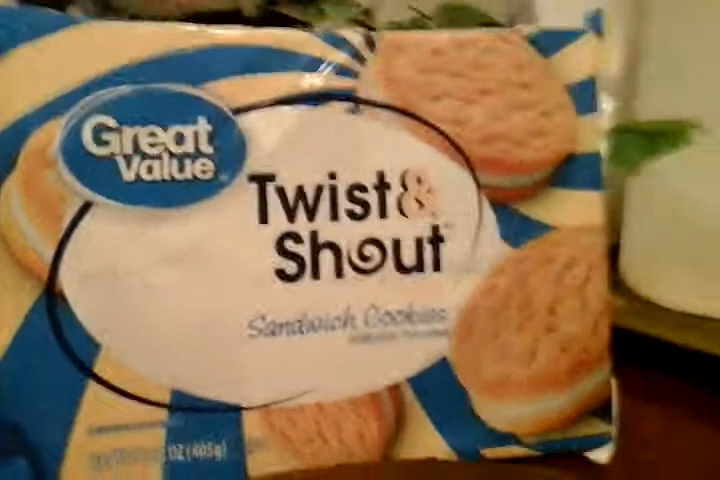 Great
Value
Twist &
Shout
Sandwich Cookies
OZ (405g)